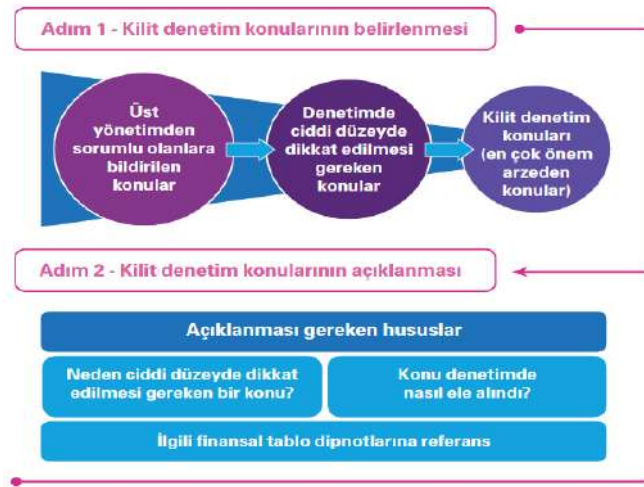 Adım 1 - Kilit denetim konularının belirlenmesi
Üst
yönetimden
sorumlu olanlara
bildirilen
konular
Denetimde
ciddi düzeyde
dikkat edilmesi
gereken
konular
Kilit denetim
konuları
(en çok önem
arzeden
konular)
Adım 2 - Kilit denetim konularının açıklanması
Açıklanması gereken hususlar
Neden ciddi düzeyde dikkat
edilmesi gereken bir konu?
Konu denetimde
nasıl ele alındı?
İlgili finansal tablo dipnotlarına referans